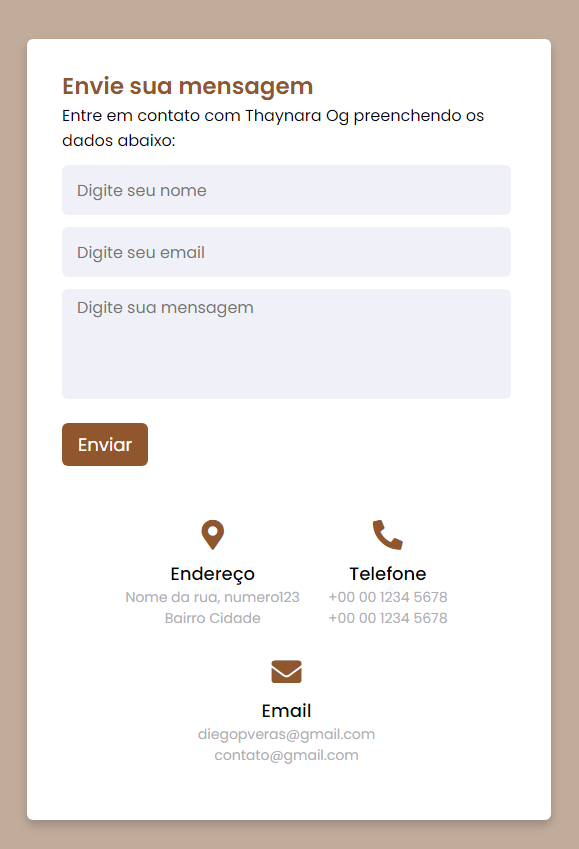 Envie sua mensagem
Entre em contato com Thaynara Og preenchendo os
dados abaixo:
Digite seu nome
Digite seu email
Digite sua mensagem
Enviar
Endereço
Nome da rua, numero123
Bairro Cidade
Telefone
+00 00 1234 5678
+00 00 1234 5678
Email
diegopveras@gmail.com
contato@gmail.com